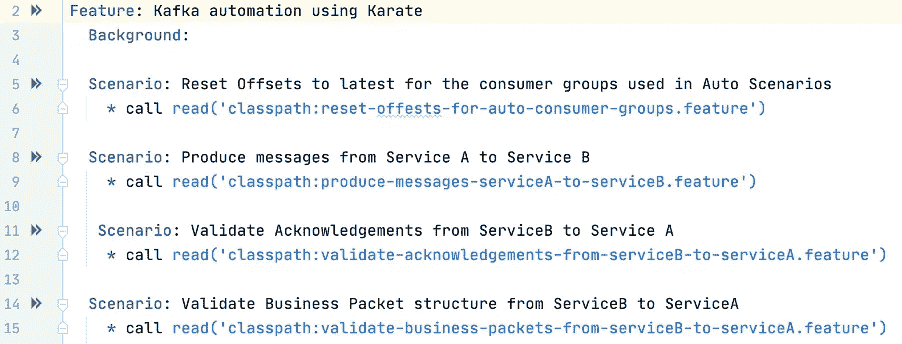 2 Feature: Kafka automation using Karate
3 Background:
4
5 Scenario: Reset Offsets to latest for the consumer groups used in Auto Scenarios
6 * call read('classpath:reset-offests-for-auto-consumer-groups.feature')
7
8 Scenario: Produce messages from Service A to Service B
9 * call read('classpath:produce-messages-serviceA-to-serviceB.feature')
10
11 Scenario: Validate Acknowledgements from ServiceB to Service A
12 * call read('classpath:validate-acknowledgements-from-serviceB-to-serviceA.feature')
13
14 Scenario: Validate Business Packet structure from ServiceB to ServiceA
15 * call read('classpath:validate-business-packets-from-serviceB-to-serviceA.feature')